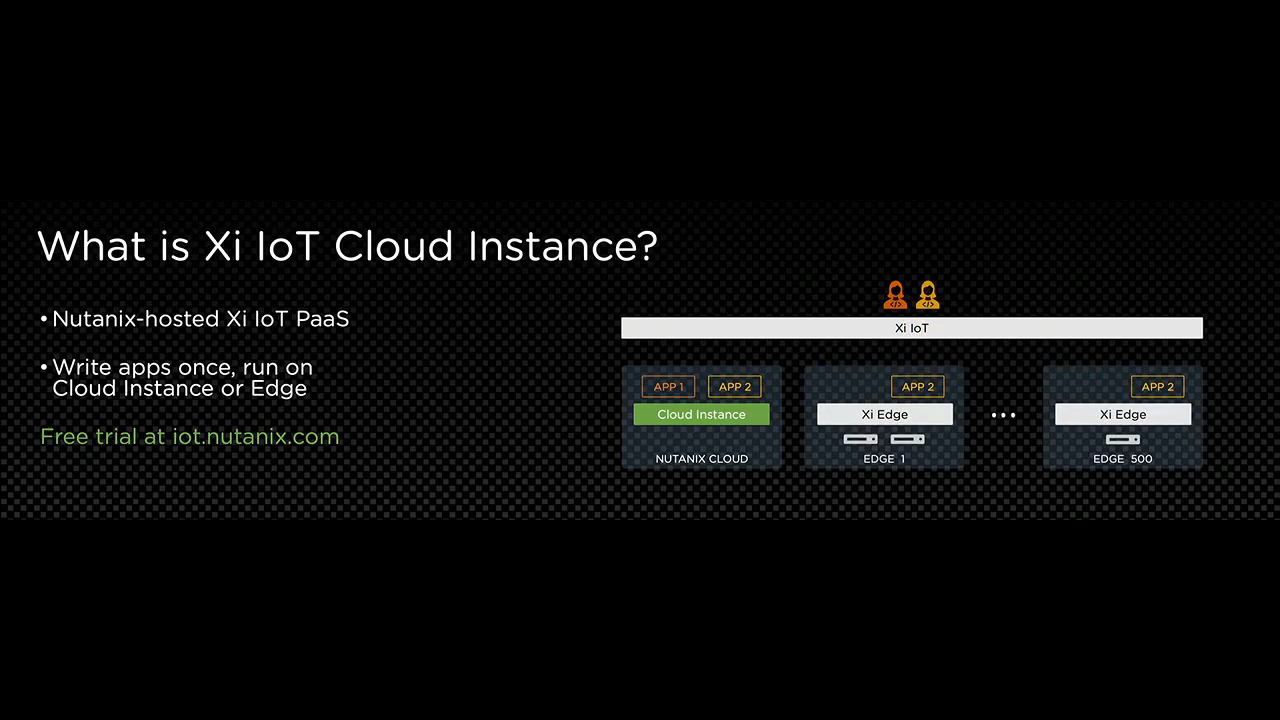 What is Xi IoT Cloud Instance?
• Nutanix-hosted Xi IoT PaaS
• Write apps once, run on
Cloud Instance or Edge
Free trial at iot.nutanix.com
Xi IoT
APP 1 APP 2
Cloud Instance
NUTANIX CLOUD
APP 2
Xi Edge
EDGE 1
...
APP 2
Xi Edge
EDGE 500